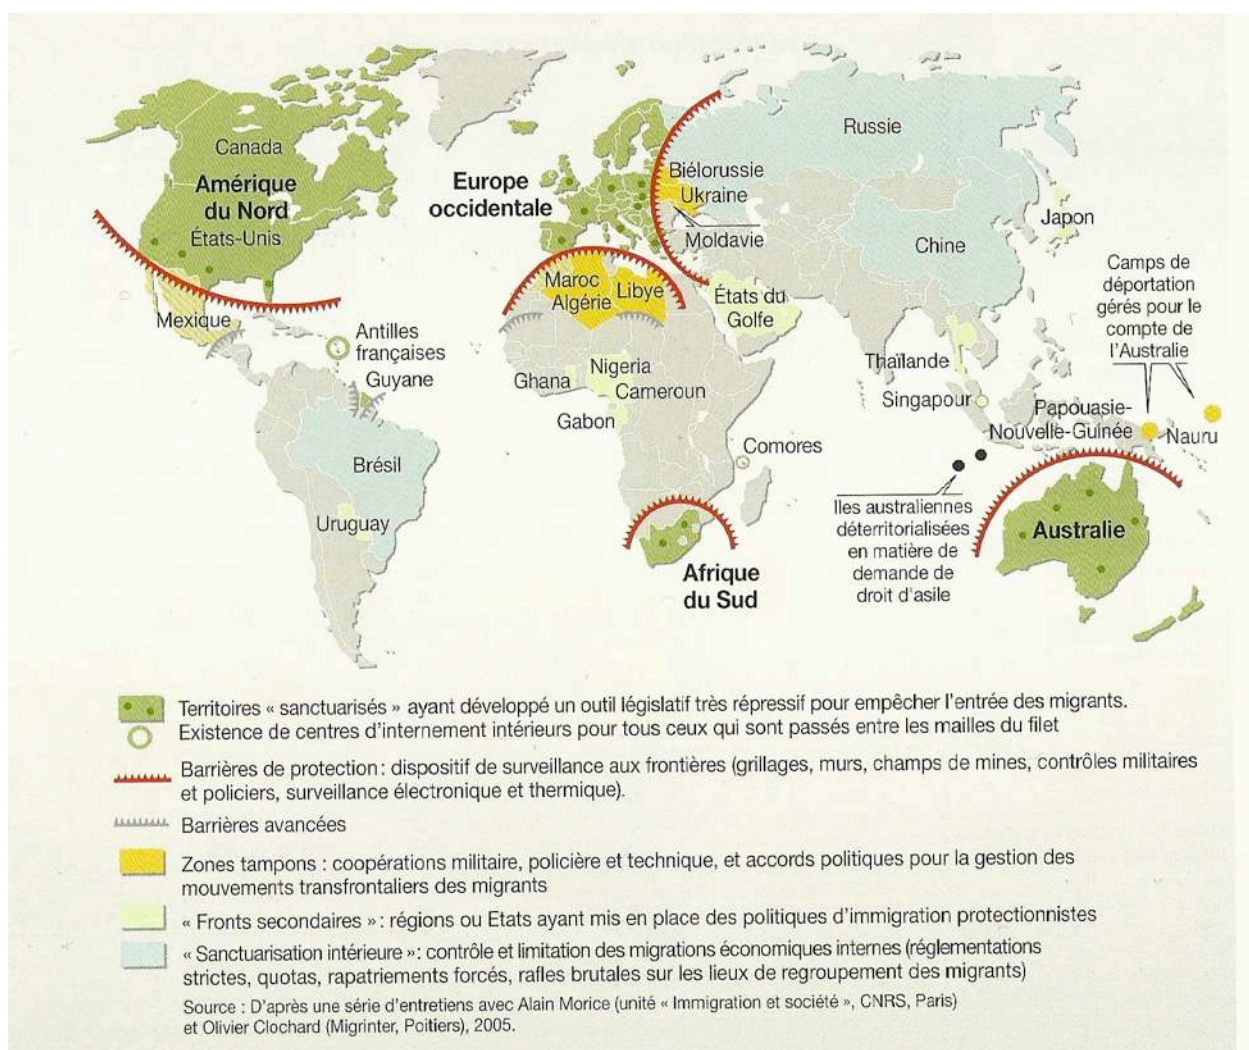 Canada
Amérique
du Nord
États-Unis
Mexique
Antilles
françaises
Guyane
Brésil
Uruguay
Europe
occidentale
Biélorussie
Ukraine
Moldavie
Maroc
Algérie
Libye
États du
Golfe
Ghana
Nigeria
Cameroun
Gabon
Comores
Afrique
du Sud
Russie
Chine
Japon
Thaïlande
Singapour
Camps de
déportation
gérés pour le
compte de
l'Australie
Papouasie-
Nouvelle-Guinée
Nauru
Iles australiennes
déterritorialisées
en matière de
demande de
droit d'asile
Australie
Territoires « sanctuarisés » ayant développé un outil législatif très répressif pour empêcher l'entrée des migrants.
Existence de centres d'internement intérieurs pour tous ceux qui sont passés entre les mailles du filet
Barrières de protection : dispositif de surveillance aux frontières (grillages, murs, champs de mines, contrôles militaires
et policiers, surveillance électronique et thermique).
Barrières avancées
Zones tampons : coopérations militaire, policière et technique, et accords politiques pour la gestion des
mouvements transfrontaliers des migrants
« Fronts secondaires » : régions ou Etats ayant mis en place des politiques d'immigration protectionnistes
« Sanctuarisation intérieure » : contrôle et limitation des migrations économiques internes (réglementations
strictes, quotas, rapatriements forcés, rafles brutales sur les lieux de regroupement des migrants)
Source : D'après une série d'entretiens avec Alain Morice (unité « Immigration et société », CNRS, Paris)
et Olivier Clochard (Migrinter, Poitiers), 2005.